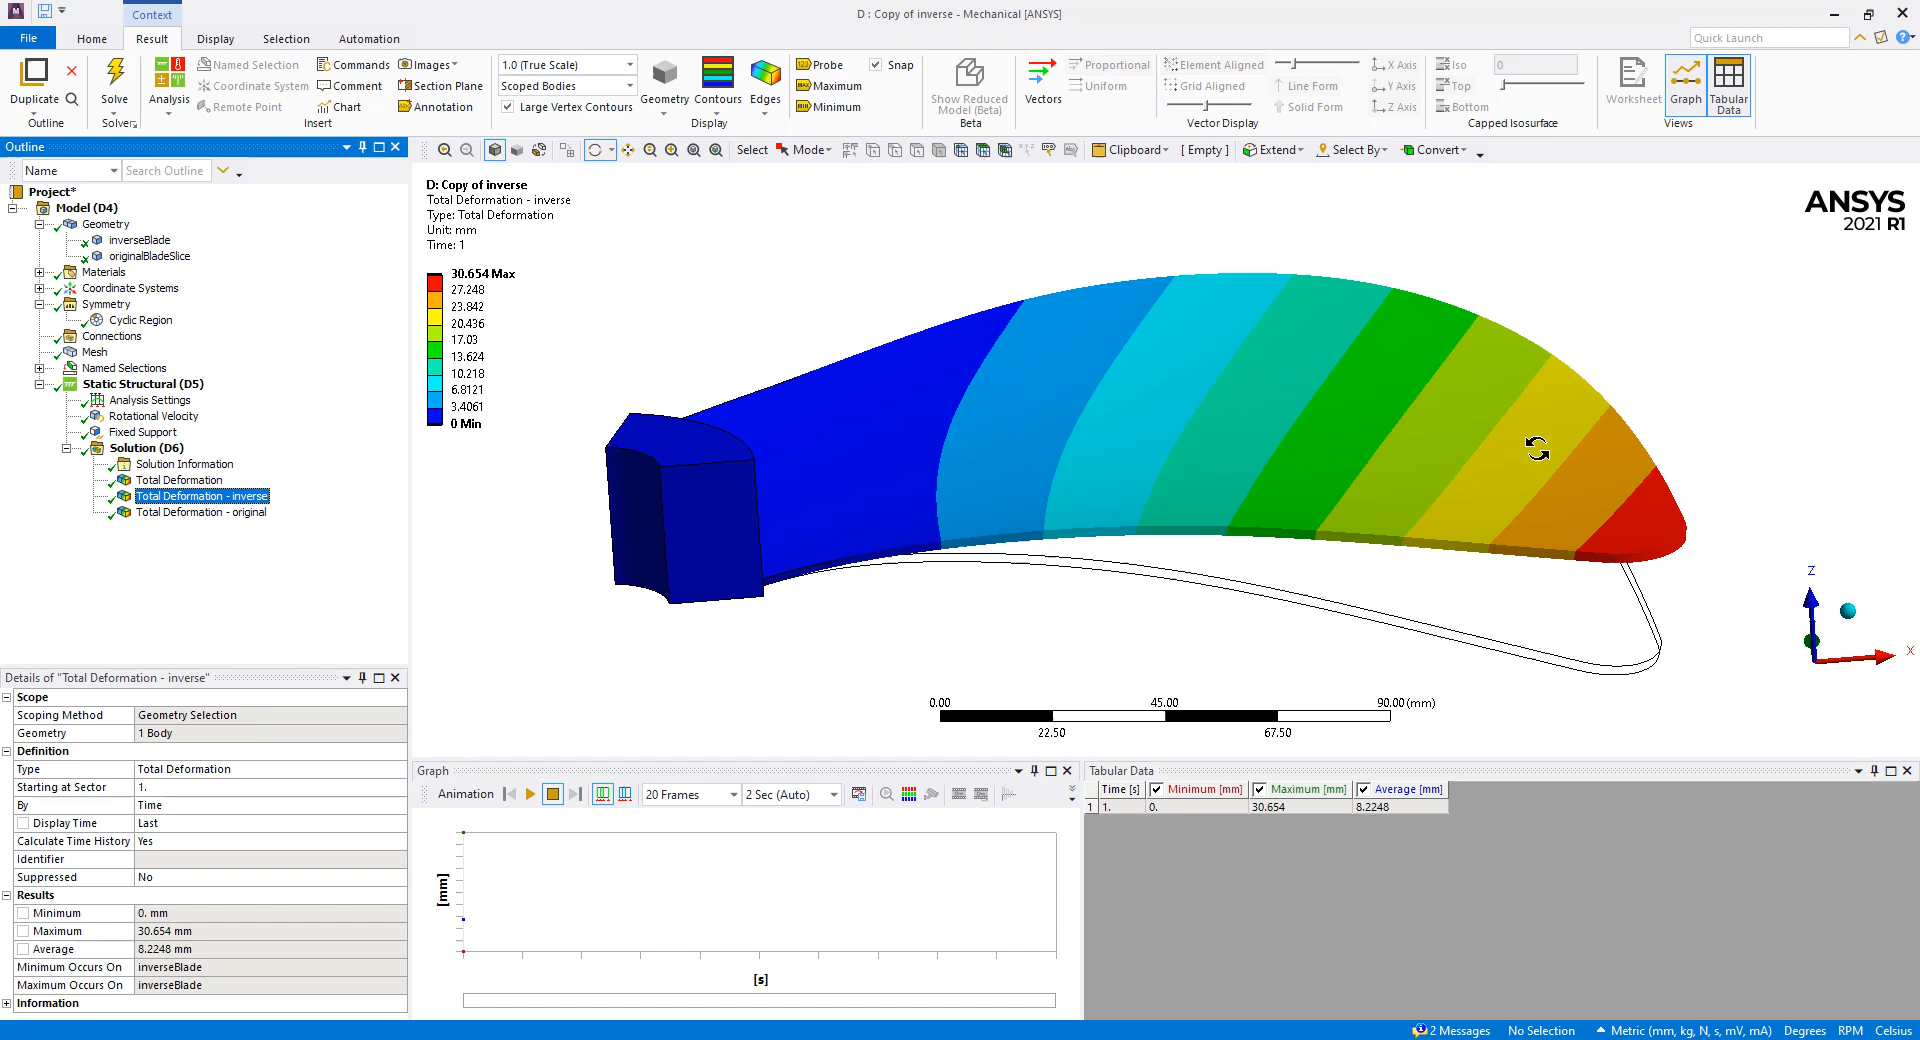 Context
D : Copy of inverse - Mechanical [ANSYS]
File Home Result Display Selection Automation
Quick Launch
Duplicate
Outline
Solve
Solver
Analysis
Named Selection
Coordinate System
Remote Point
Commands
Comment
Chart
Images
Section Plane
Annotation
Insert
1.0 (True Scale)
Scoped Bodies
Large Vertex Contours
Geometry
Contours
Edges
Display
Probe
Maximum
Minimum
Snap
Show Reduced
Model (Beta)
Beta
Vectors
Proportional
Uniform
Element Aligned
Grid Aligned
Line Form
Solid Form
X Axis
Y Axis
Z Axis
Vector Display
Iso
Top
Bottom
0
Capped Isosurface
Worksheet
Graph
Tabular
Data
Views
Outline
Name
Search Outline
Select
Mode
Clipboard
[ Empty ]
Extend
Select By
Convert
Project*
Model (D4)
Geometry
inverseBlade
originalBladeSlice
Materials
Coordinate Systems
Symmetry
Cyclic Region
Connections
Mesh
Named Selections
Static Structural (D5)
Analysis Settings
Rotational Velocity
Fixed Support
Solution (D6)
Solution Information
Total Deformation
Total Deformation - inverse
Total Deformation - original
D: Copy of inverse
Total Deformation - inverse
Type: Total Deformation
Unit: mm
Time: 1
30.654 Max
27.248
23.842
20.436
17.03
13.624
10.218
6.8121
3.4061
0 Min
ANSYS
2021 R1
Z
X
0.00 45.00 90.00 (mm)
22.50 67.50
Details of "Total Deformation - inverse"
Scope
Scoping Method Geometry Selection
Geometry 1 Body
Definition
Type Total Deformation
Starting at Sector 1.
By Time
Display Time Last
Calculate Time History Yes
Identifier
Suppressed No
Results
Minimum 0. mm
Maximum 30.654 mm
Average 8.2248 mm
Minimum Occurs On inverseBlade
Maximum Occurs On inverseBlade
Information
Graph
Animation
20 Frames
2 Sec (Auto)
[mm]
[s]
Tabular Data
Time [s] Minimum [mm] Maximum [mm] Average [mm]
1 1. 0. 30.654 8.2248
2 Messages No Selection Metric (mm, kg, N, s, mV, mA) Degrees RPM Celsius